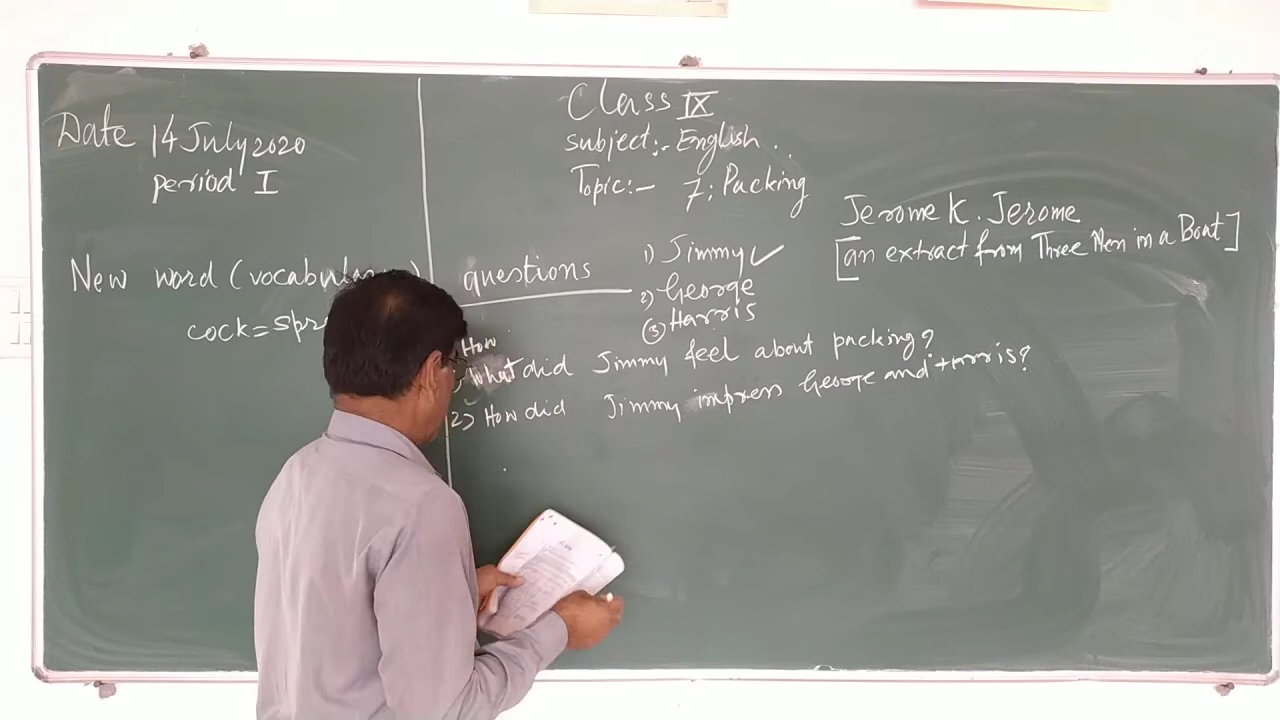 Date 14 July 2020
period I
Class IX
subject:- English ..
Topic:- 7; Packing
Jerome K. Jerome
[an extract from Three Men in a Boat]
New word (vocabulary)
cock=spr
questions
1) Jimmy ✓
2) George
③ Harris
How
1) What did Jimmy feel about packing?
2) How did Jimmy impress George and Harris?